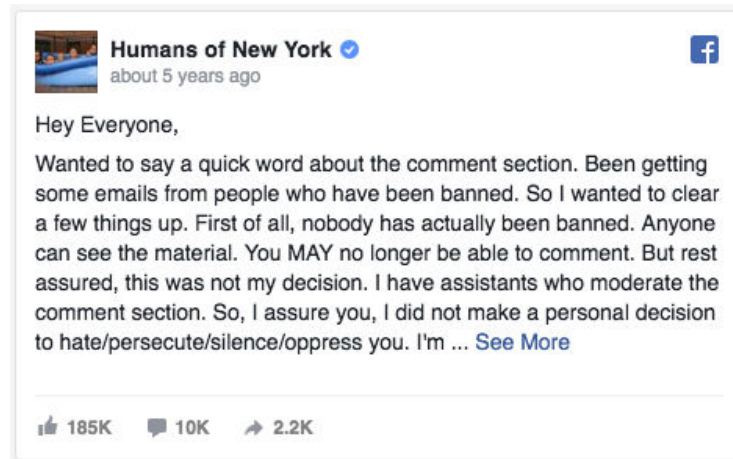 Humans of New York
about 5 years ago
Hey Everyone,
Wanted to say a quick word about the comment section. Been getting
some emails from people who have been banned. So I wanted to clear
a few things up. First of all, nobody has actually been banned. Anyone
can see the material. You MAY no longer be able to comment. But rest
assured, this was not my decision. I have assistants who moderate the
comment section. So, I assure you, I did not make a personal decision
to hate/persecute/silence/oppress you. I'm ... See More
185K 10K 2.2K